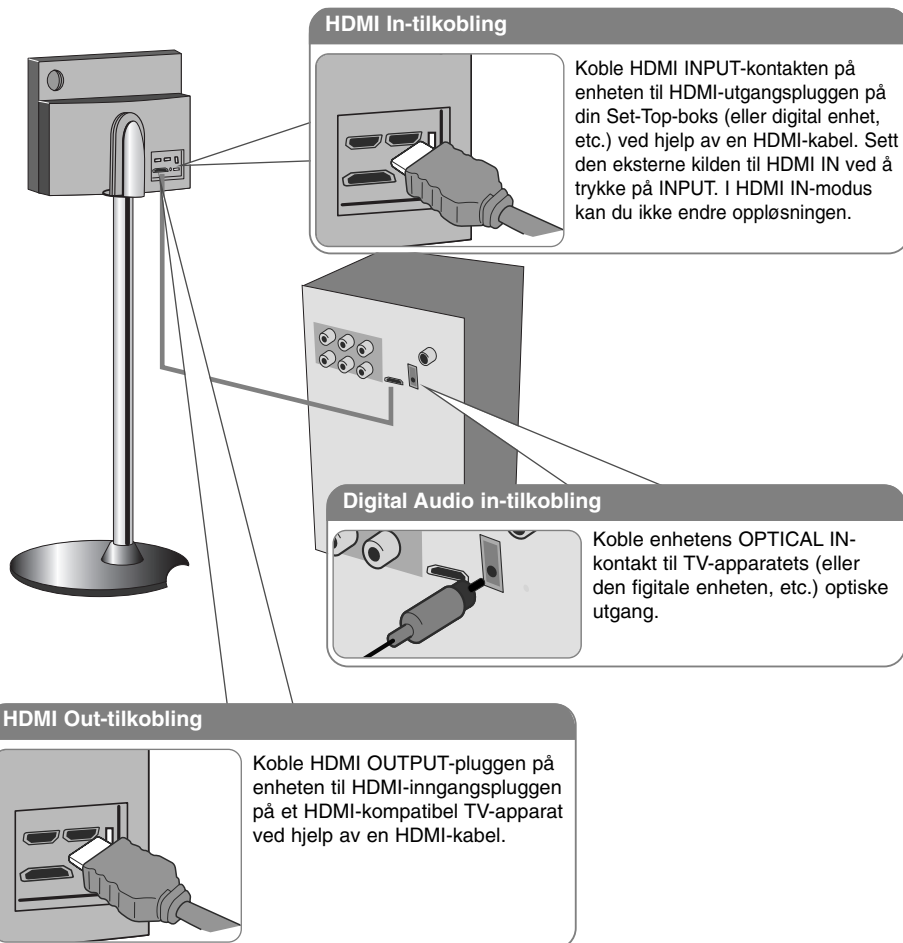 HDMI In-tilkobling
Koble HDMI INPUT-kontakten på
enheten til HDMI-utgangspluggen på
din Set-Top-boks (eller digital enhet,
etc.) ved hjelp av en HDMI-kabel. Sett
den eksterne kilden til HDMI IN ved å
trykke på INPUT. I HDMI IN-modus
kan du ikke endre oppløsningen.
Digital Audio in-tilkobling
Koble enhetens OPTICAL IN-
kontakt til TV-apparatets (eller
den figitale enheten, etc.) optiske
utgang.
HDMI Out-tilkobling
Koble HDMI OUTPUT-pluggen på
enheten til HDMI-inngangspluggen
på et HDMI-kompatibel TV-apparat
ved hjelp av en HDMI-kabel.